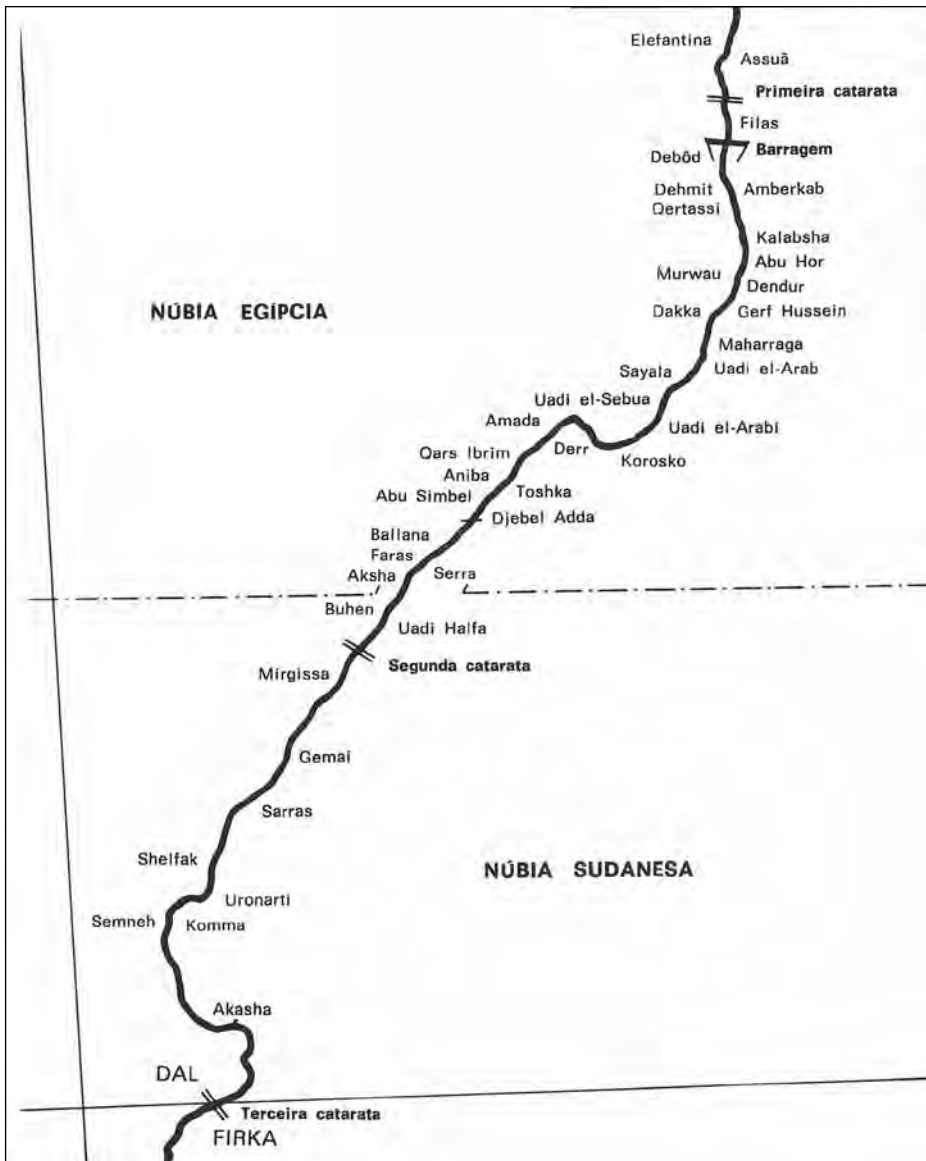 Elefantina
Assuã
Primeira catarata
Filas
Barragem
Debôd
Dehmit
Amberkab
Qertassi
Kalabsha
Abu Hor
Murwau
Dendur
NÚBIA EGÍPCIA
Dakka
Gerf Hussein
Maharraga
Uadi el-Arab
Sayala
Uadi el-Sebua
Amada
Uadi el-Arabi
Derr
Qars Ibrim
Korosko
Aniba
Toshka
Abu Simbel
Djebel Adda
Ballana
Faras
Aksha
Serra
Buhen
Uadi Halfa
Segunda catarata
Mirgissa
Gemai
Sarras
Shelfak
NÚBIA SUDANESA
Uronarti
Semneh
Komma
Akasha
DAL
Terceira catarata
FIRKA